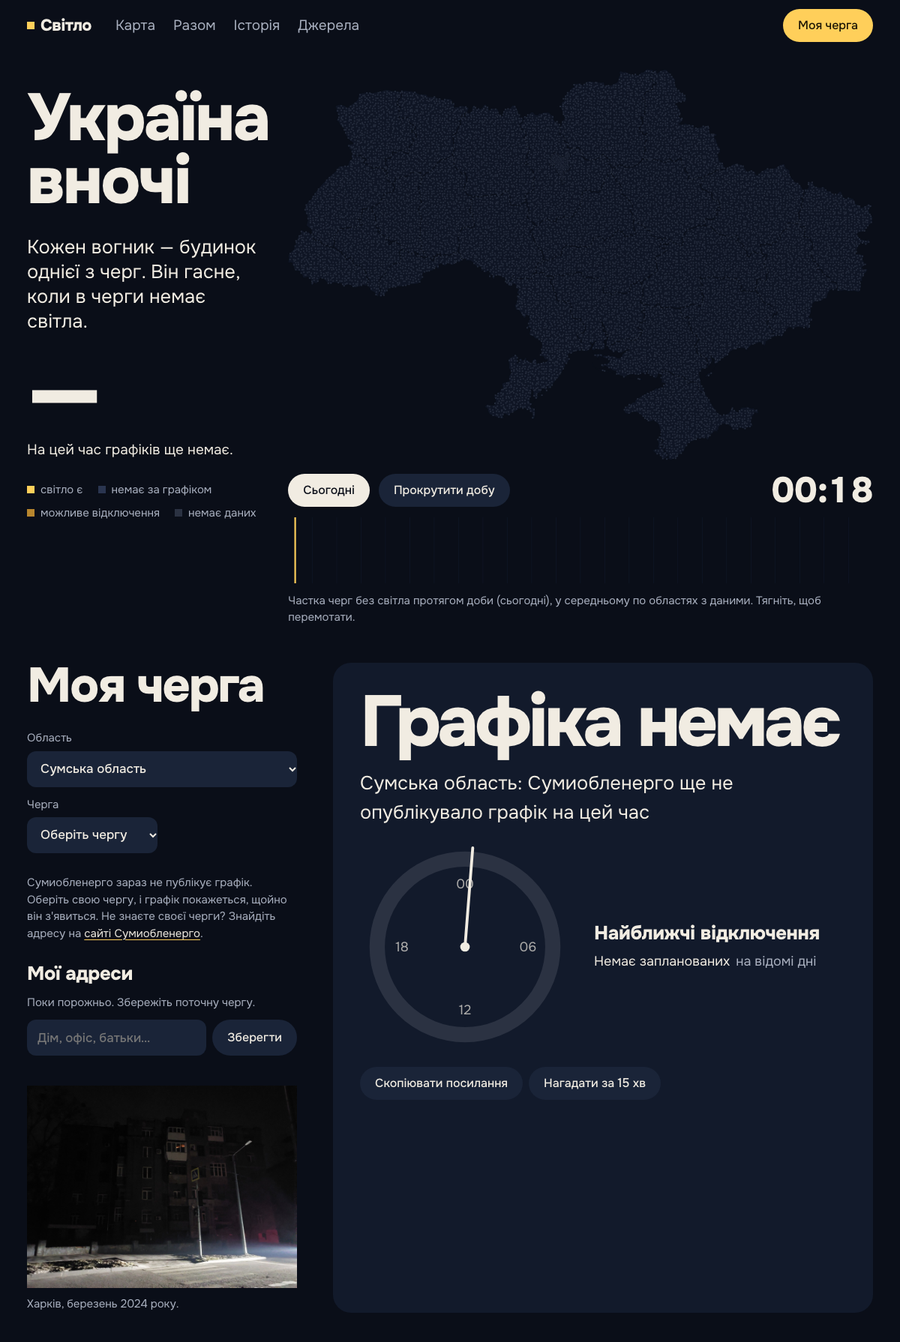 Світло
Карта Разом Історія Джерела
Моя черга
Україна
вночі
Кожен вогник — будинок
однієї з черг. Він гасне,
коли в черги немає
світла.
—
На цей час графіків ще немає.
світло є немає за графіком
можливе відключення немає даних
Сьогодні Прокрутити добу
00:18
Частка черг без світла протягом доби (сьогодні), у середньому по областях з даними. Тягніть, щоб
перемотати.
Моя черга
Область
Сумська область
Черга
Оберіть чергу
Сумиобленерго зараз не публікує графік.
Оберіть свою чергу, і графік покажеться, щойно
він з'явиться. Не знаєте своєї черги? Знайдіть
адресу на сайті Сумиобленерго.
Мої адреси
Поки порожньо. Збережіть поточну чергу.
Дім, офіс, батьки…
Зберегти
Харків, березень 2024 року.
Графіка немає
Сумська область: Сумиобленерго ще не
опублікувало графік на цей час
00
18 06
12
Найближчі відключення
Немає запланованих на відомі дні
Скопіювати посилання Нагадати за 15 хв